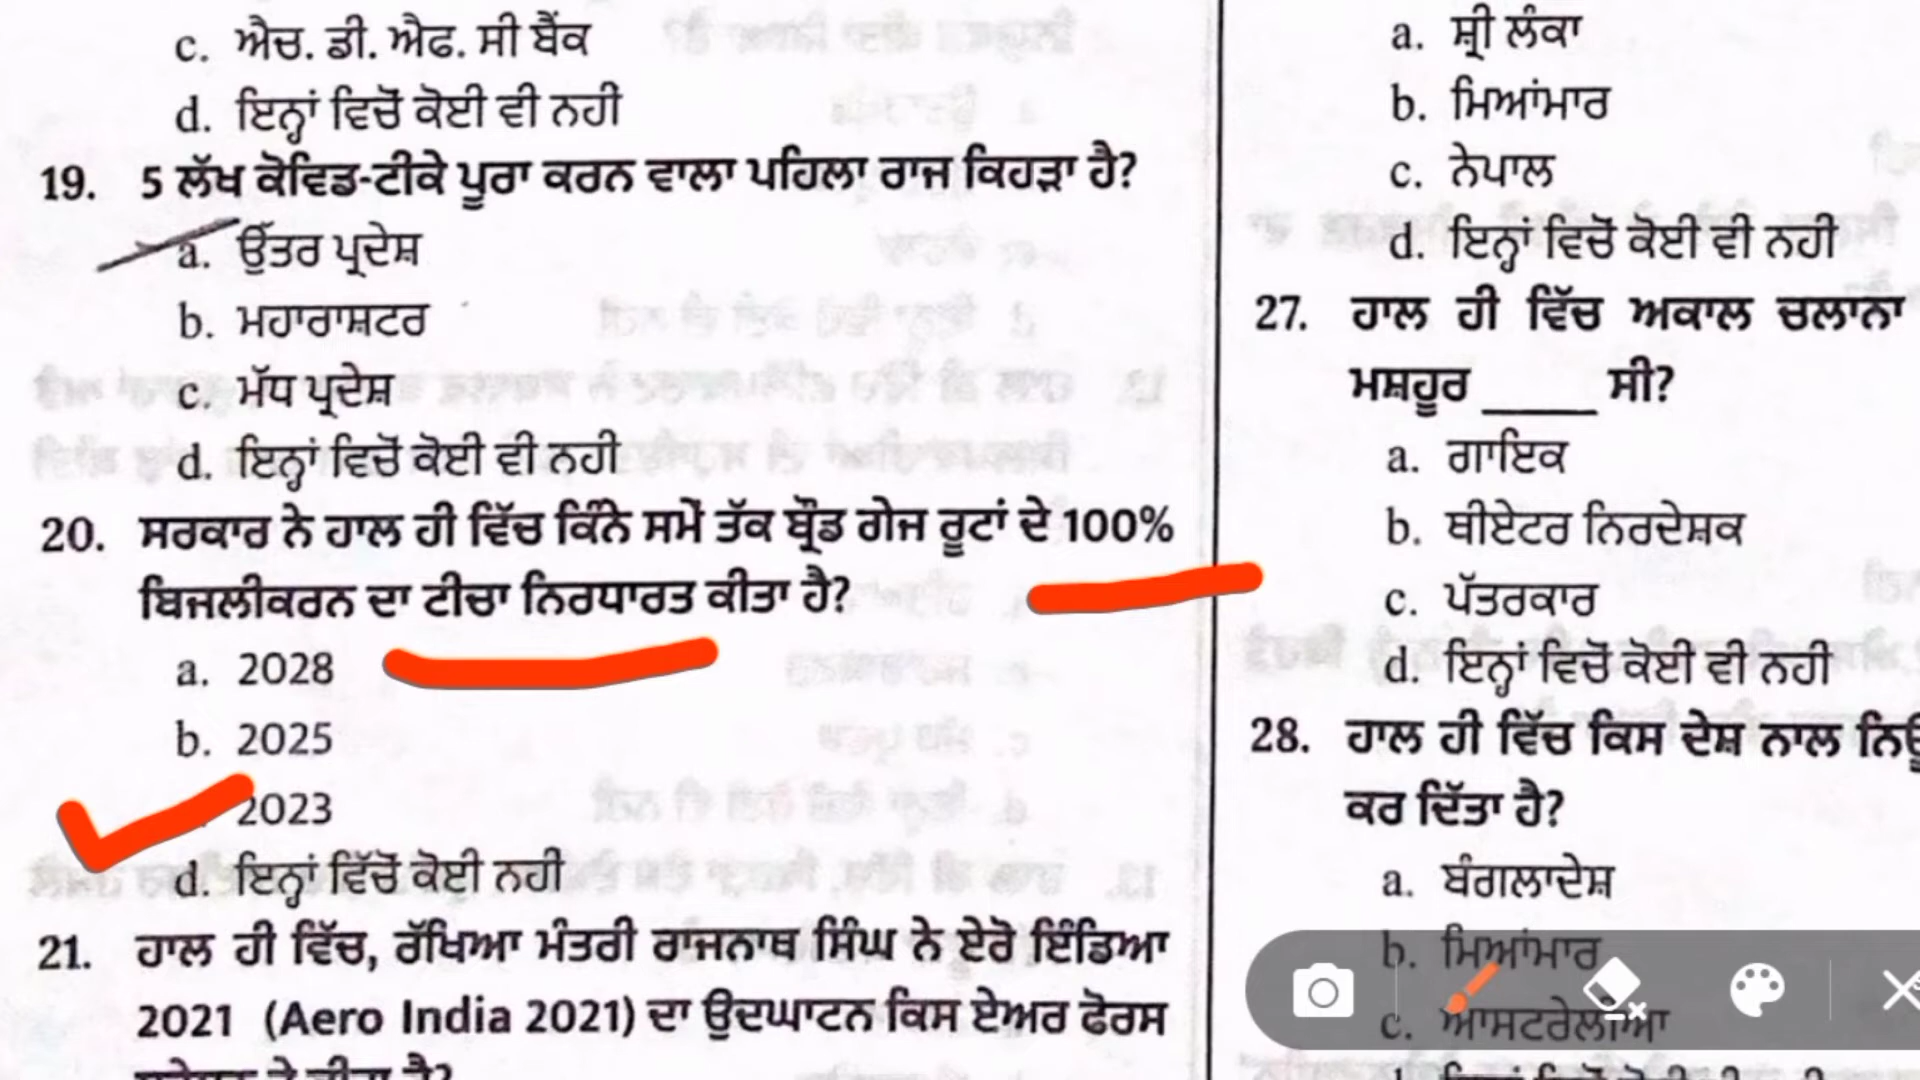 c. ਐਚ. ਡੀ. ਐਫ. ਸੀ ਬੈਂਕ
d. ਇਨ੍ਹਾਂ ਵਿਚੋਂ ਕੋਈ ਵੀ ਨਹੀ
19. 5 ਲੱਖ ਕੋਵਿਡ-ਟੀਕੇ ਪੂਰਾ ਕਰਨ ਵਾਲਾ ਪਹਿਲਾ ਰਾਜ ਕਿਹੜਾ ਹੈ?
a. ਉੱਤਰ ਪ੍ਰਦੇਸ਼
b. ਮਹਾਰਾਸ਼ਟਰ
c. ਮੱਧ ਪ੍ਰਦੇਸ਼
d. ਇਨ੍ਹਾਂ ਵਿਚੋਂ ਕੋਈ ਵੀ ਨਹੀ
20. ਸਰਕਾਰ ਨੇ ਹਾਲ ਹੀ ਵਿੱਚ ਕਿੰਨੇ ਸਮੇਂ ਤੱਕ ਬ੍ਰੌਡ ਗੇਜ ਰੂਟਾਂ ਦੇ 100%
ਬਿਜਲੀਕਰਨ ਦਾ ਟੀਚਾ ਨਿਰਧਾਰਤ ਕੀਤਾ ਹੈ?
a. 2028
b. 2025
2023
d. ਇਨ੍ਹਾਂ ਵਿੱਚੋਂ ਕੋਈ ਨਹੀ
21. ਹਾਲ ਹੀ ਵਿੱਚ, ਰੱਖਿਆ ਮੰਤਰੀ ਰਾਜਨਾਥ ਸਿੰਘ ਨੇ ਏਰੋ ਇੰਡਿਆ
2021 (Aero India 2021) ਦਾ ਉਦਘਾਟਨ ਕਿਸ ਏਅਰ ਫੋਰਸ
a. ਸ਼੍ਰੀ ਲੰਕਾ
b. ਮਿਆਂਮਾਰ
c. ਨੇਪਾਲ
d. ਇਨ੍ਹਾਂ ਵਿਚੋਂ ਕੋਈ ਵੀ ਨਹੀ
27. ਹਾਲ ਹੀ ਵਿੱਚ ਅਕਾਲ ਚਲਾਨਾ
ਮਸ਼ਹੂਰ _____ ਸੀ?
a. ਗਾਇਕ
b. ਥੀਏਟਰ ਨਿਰਦੇਸ਼ਕ
c. ਪੱਤਰਕਾਰ
d. ਇਨ੍ਹਾਂ ਵਿਚੋਂ ਕੋਈ ਵੀ ਨਹੀ
28. ਹਾਲ ਹੀ ਵਿੱਚ ਕਿਸ ਦੇਸ਼ ਨਾਲ
ਕਰ ਦਿੱਤਾ ਹੈ?
a. ਬੰਗਲਾਦੇਸ਼
b. ਮਿਆਂਮਾਰ
c. ਆਸਟਰੇਲੀਆ